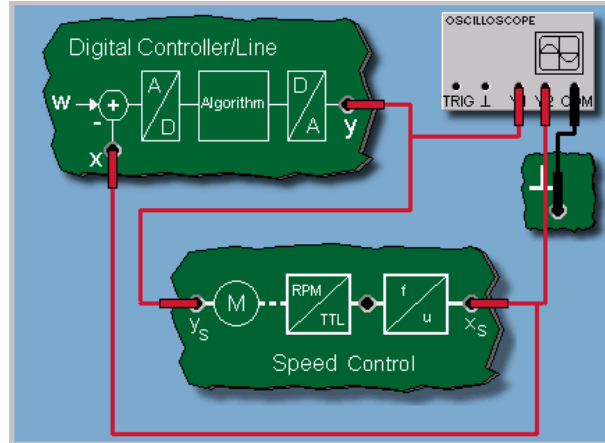 Digital Controller/Line
OSCILLOSCOPE
W + A D Algorithm D A
-
x y
TRIG ⊥ Y1 Y2 COM
⊥
M RPM TTL f u
yS xS
Speed Control